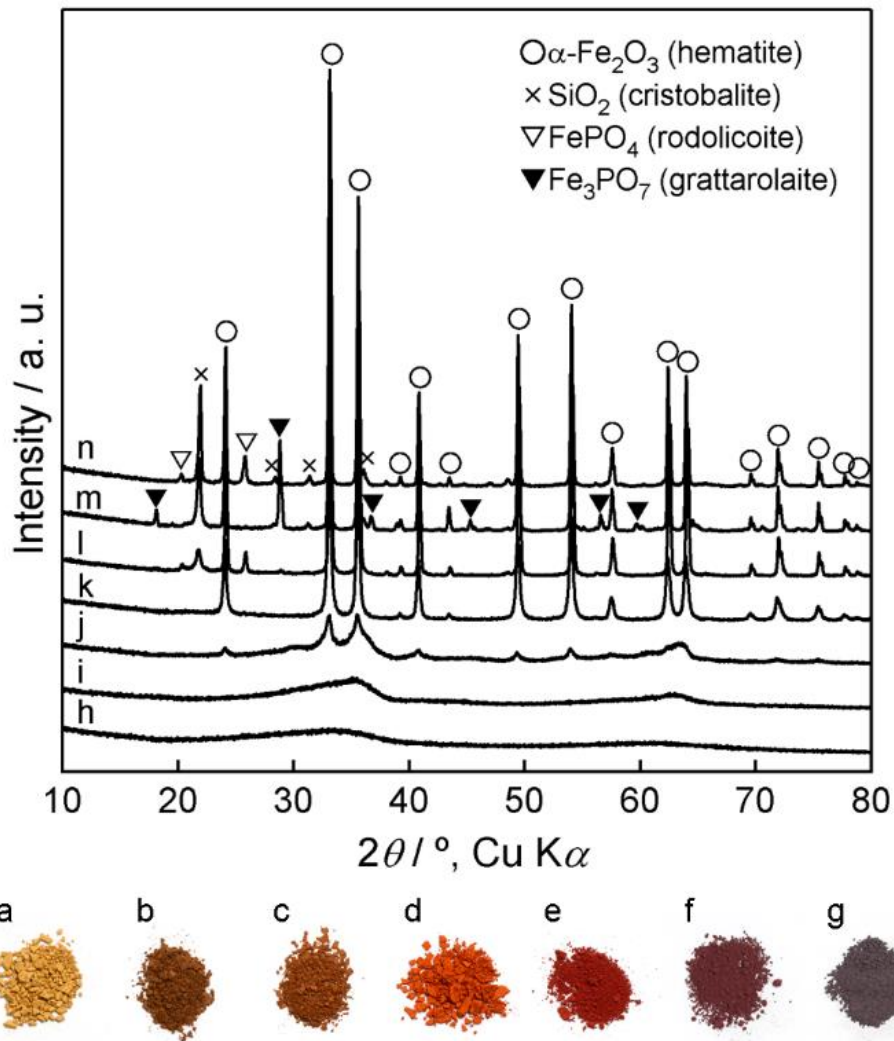 ○α-Fe2O3 (hematite)
× SiO2 (cristobalite)
▽FePO4 (rodolicoite)
▼Fe3PO7 (grattarolaite)
Intensity / a. u.
n
m
l
k
j
i
h
10 20 30 40 50 60 70 80
2θ / º, Cu Kα
a b c d e f g